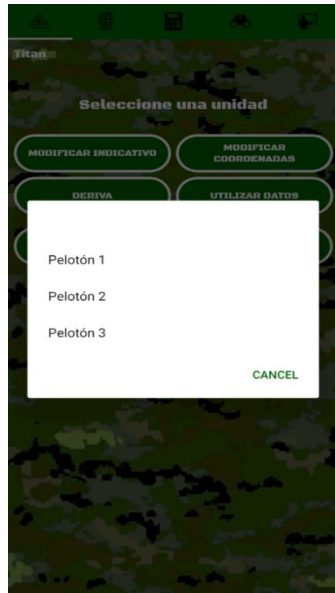 Titan
Seleccione una unidad
MODIFICAR INDICATIVO
MODIFICAR
COORDENADAS
DERIVA
UTILIZAR DATOS
Pelotón 1
Pelotón 2
Pelotón 3
CANCEL